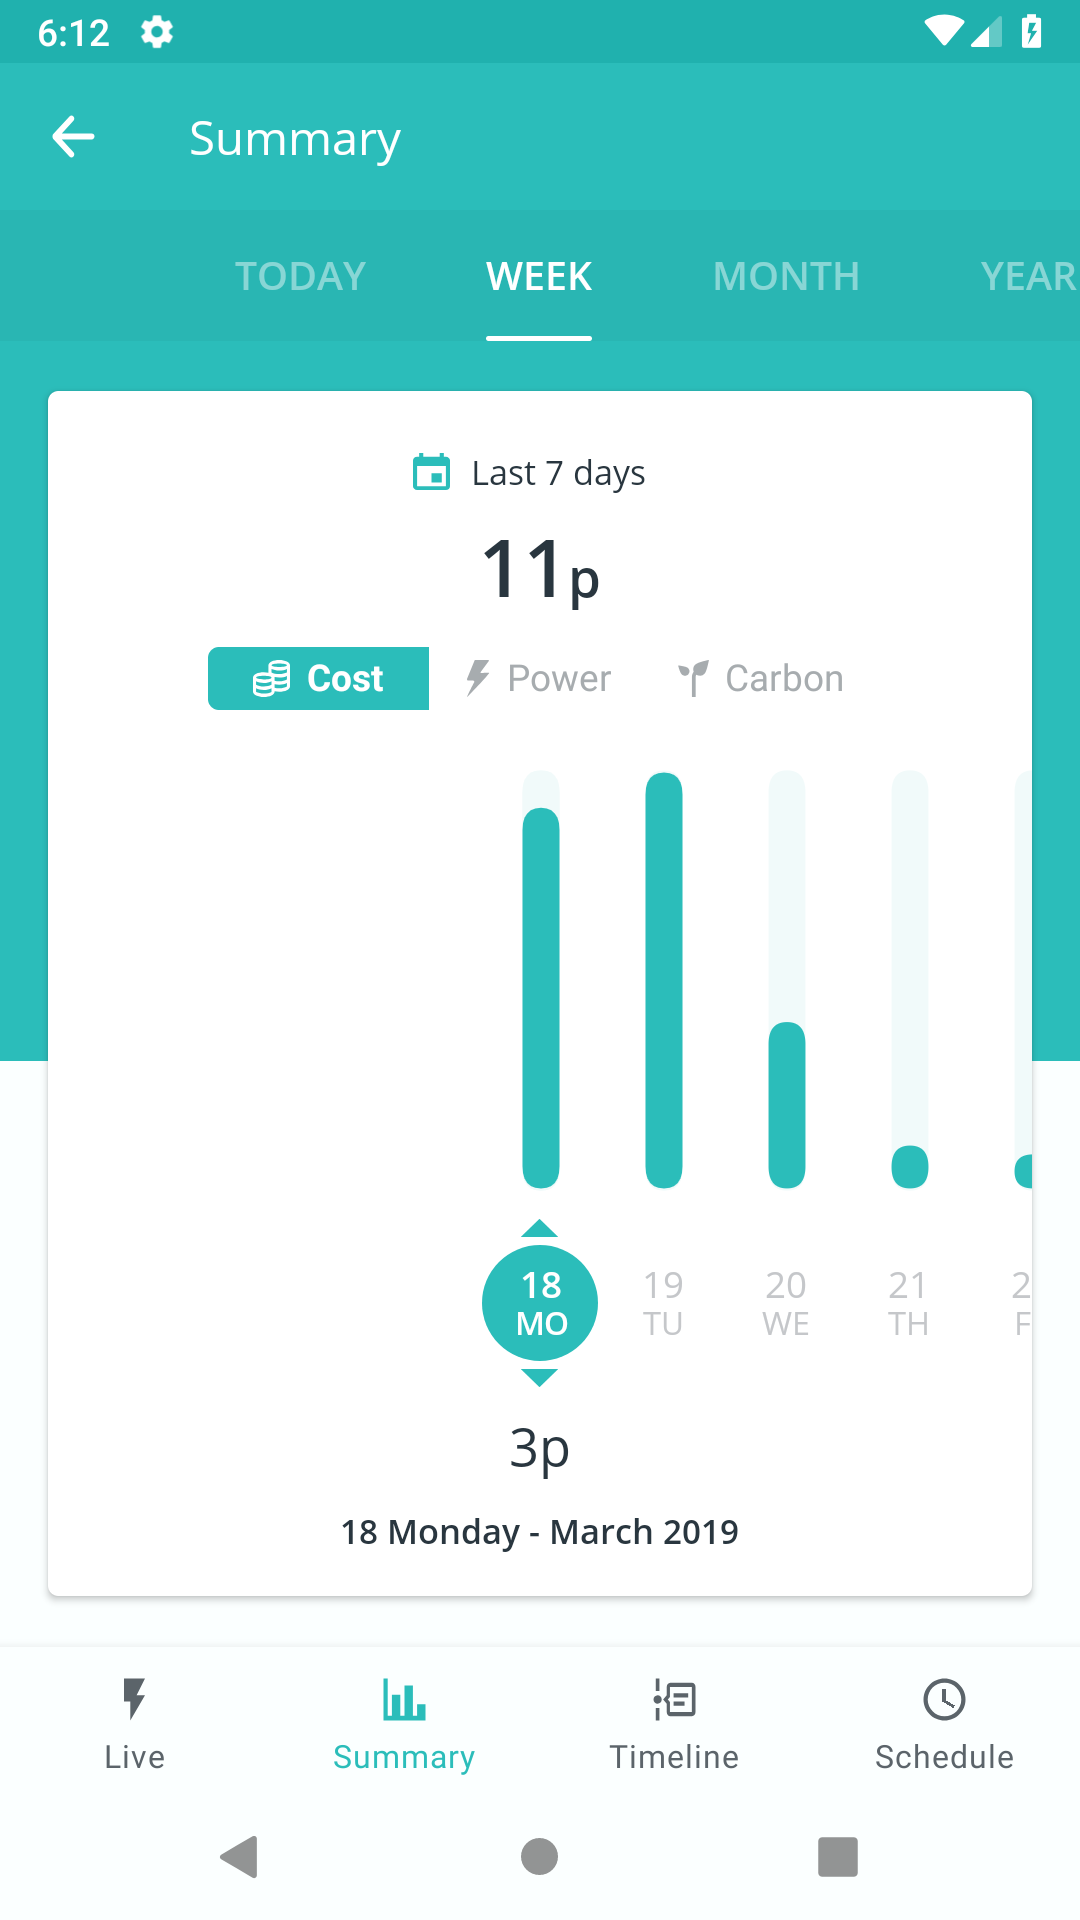 6:12
Summary
TODAY WEEK MONTH YEAR
Last 7 days
11p
Cost Power Carbon
18 19 20 21 2
MO TU WE TH F
3p
18 Monday - March 2019
Live Summary Timeline Schedule